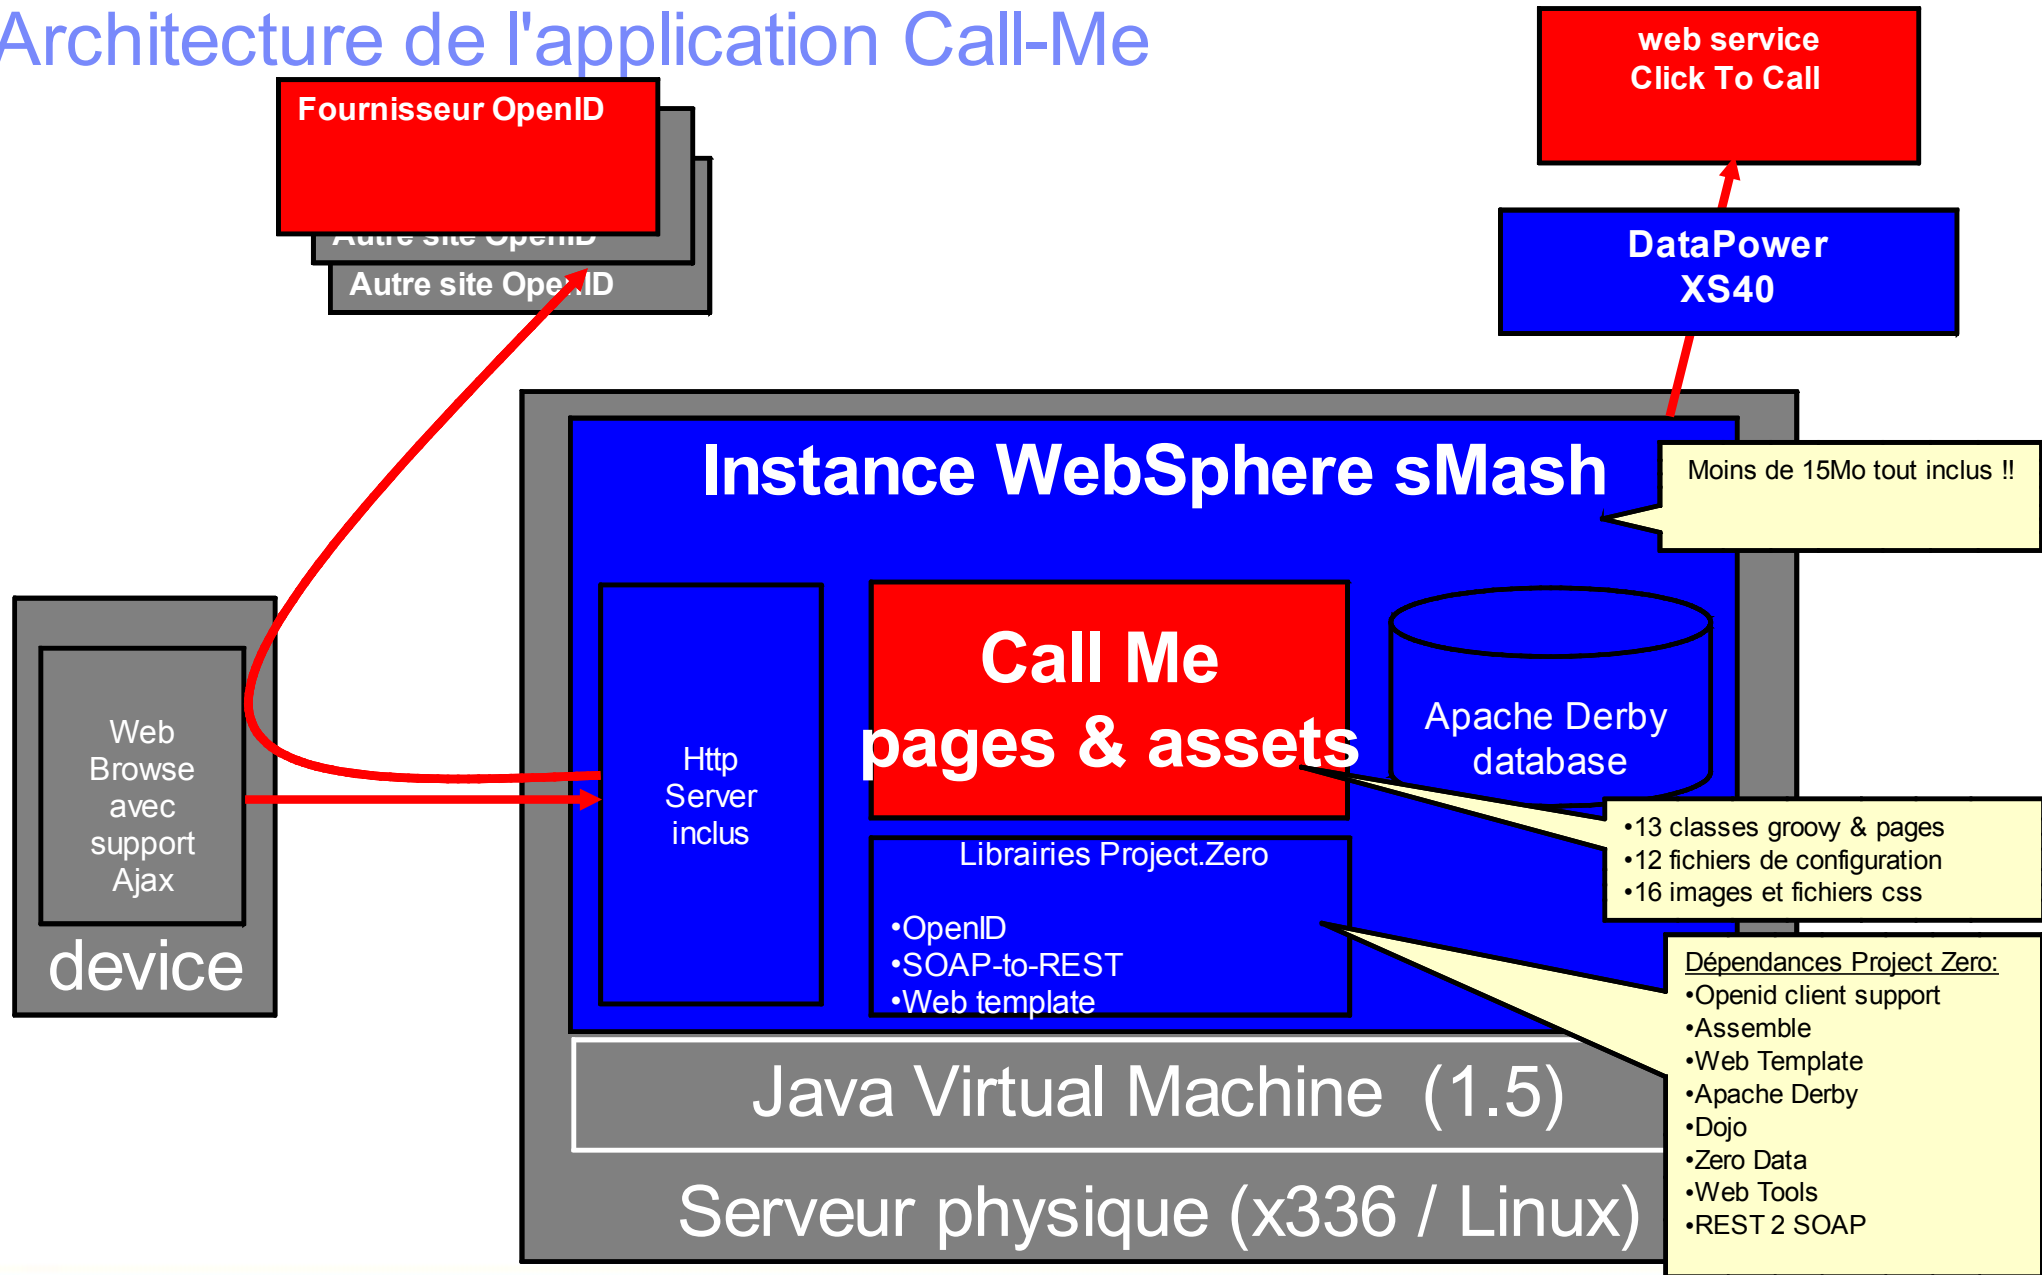 Architecture de l'application Call-Me
web service
Click To Call
Fournisseur OpenID
Autre site OpenID
Autre site OpenID
DataPower
XS40
Instance WebSphere sMash
Moins de 15Mo tout inclus !!
Call Me
pages & assets
Apache Derby
database
Http
Server
inclus
Web
Browse
avec
support
Ajax
device
•13 classes groovy & pages
•12 fichiers de configuration
•16 images et fichiers css
Librairies Project.Zero
•OpenID
•SOAP-to-REST
•Web template
Dépendances Project Zero:
•Openid client support
•Assemble
•Web Template
•Apache Derby
•Dojo
•Zero Data
•Web Tools
•REST 2 SOAP
Java Virtual Machine (1.5)
Serveur physique (x336 / Linux)